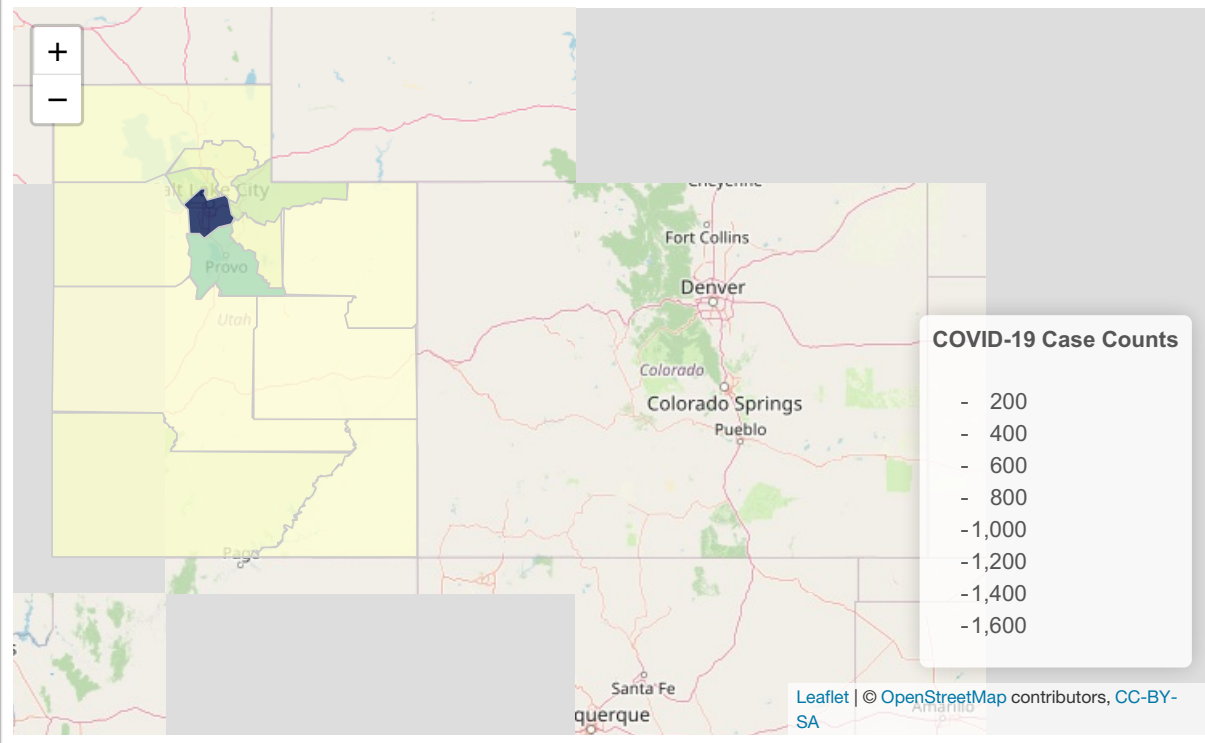 +
−
Cheyenne
alt Lake City
Fort Collins
Provo
Denver
Utah
COVID-19 Case Counts
Colorado
- 200
Colorado Springs
- 400
Pueblo
- 600
- 800
-1,000
Page
-1,200
-1,400
-1,600
s
Santa Fe
Leaflet | © OpenStreetMap contributors, CC-BY-
SA
Amarillo
querque